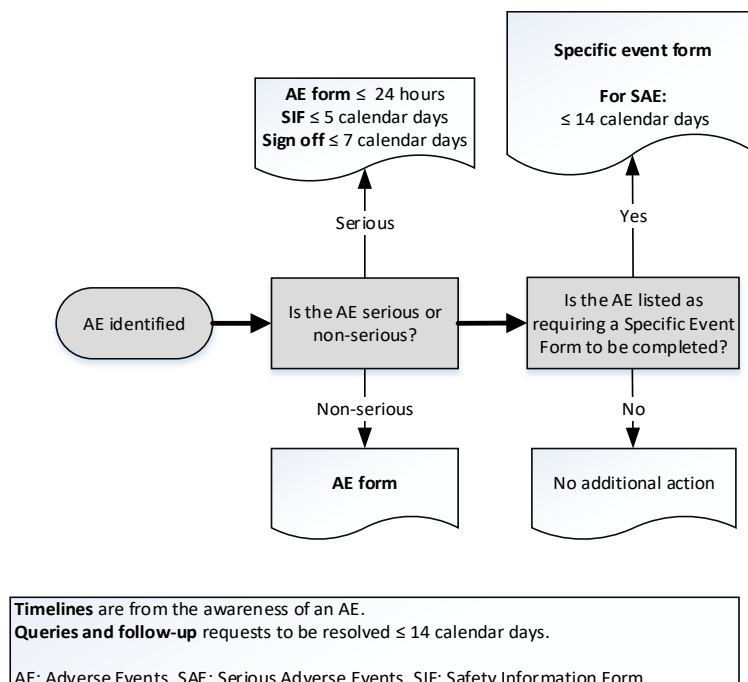 Specific event form
For SAE:
≤ 14 calendar days
AE form ≤ 24 hours
SIF ≤ 5 calendar days
Sign off ≤ 7 calendar days
Serious
Yes
AE identified
Is the AE serious or
non-serious?
Is the AE listed as
requiring a Specific Event
Form to be completed?
Non-serious
No
AE form
No additional action
Timelines are from the awareness of an AE.
Queries and follow-up requests to be resolved ≤ 14 calendar days.
AE: Adverse Events, SAE: Serious Adverse Events, SIF: Safety Information Form